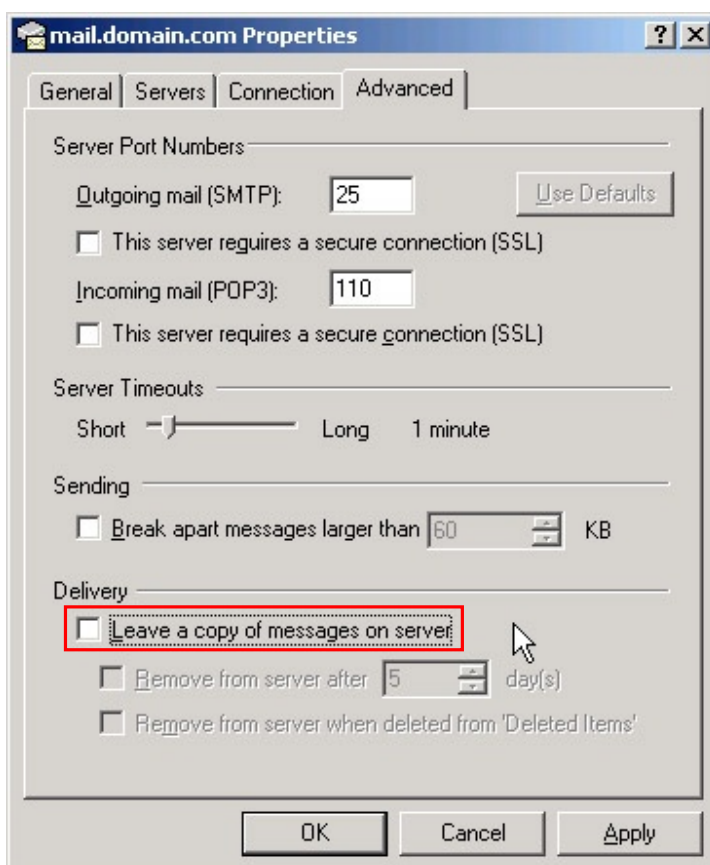 mail.domain.com Properties
General Servers Connection Advanced
Server Port Numbers
Outgoing mail (SMTP): 25 Use Defaults
This server requires a secure connection (SSL)
Incoming mail (POP3): 110
This server requires a secure connection (SSL)
Server Timeouts
Short Long 1 minute
Sending
Break apart messages larger than 60 KB
Delivery
Leave a copy of messages on server
Remove from server after 5 day(s)
Remove from server when deleted from 'Deleted Items'
OK Cancel Apply